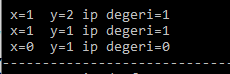 x=1  y=2 ip degeri=1
x=1  y=1 ip degeri=1
x=0  y=1 ip degeri=0
--------------------------------